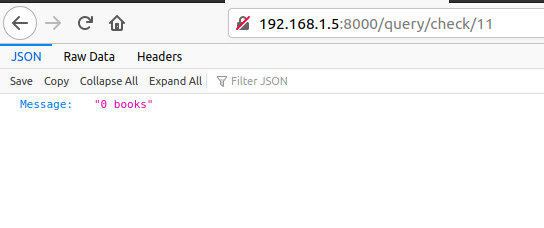 192.168.1.5:8000/query/check/11
JSON Raw Data Headers
Save Copy Collapse All Expand All Filter JSON
Message: "0 books"